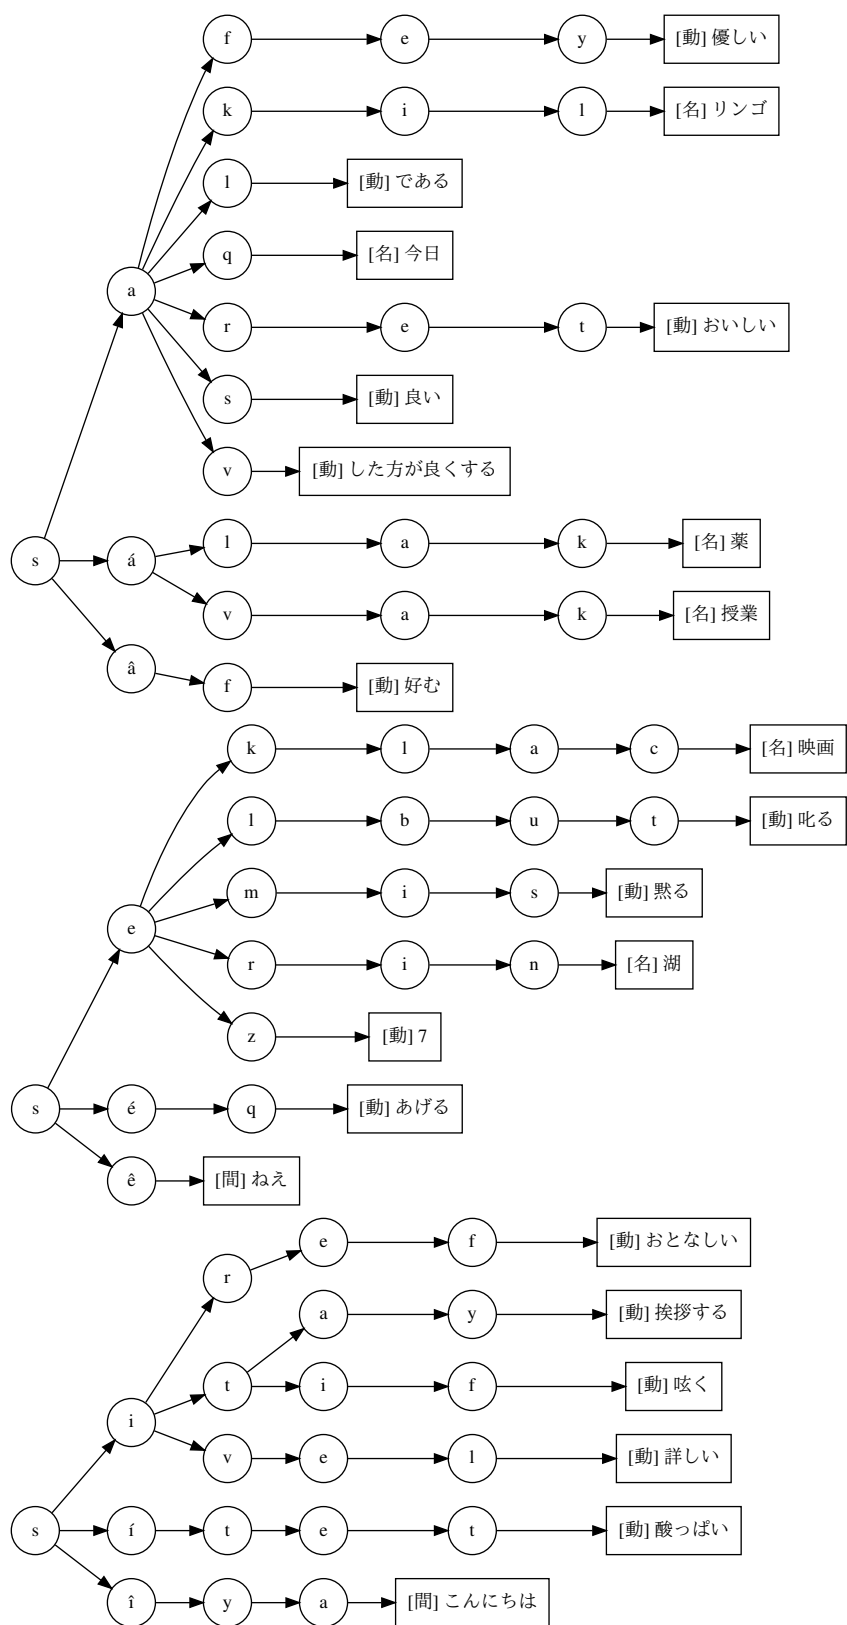 f e y [動] 優しい
k i l [名] リンゴ
l [動] である
q [名] 今日
a
r e t [動] おいしい
s [動] 良い
v [動] した方が良くする
s á l a k [名] 薬
v a k [名] 授業
â f [動] 好む
k l a c [名] 映画
l b u t [動] 叱る
m i s [動] 黙る
e
r i n [名] 湖
z [動] 7
s é q [動] あげる
ê [間] ねえ
r e f [動] おとなしい
a y [動] 挨拶する
t i f [動] 呟く
i
v e l [動] 詳しい
s í t e t [動] 酸っぱい
î y a [間] こんにちは